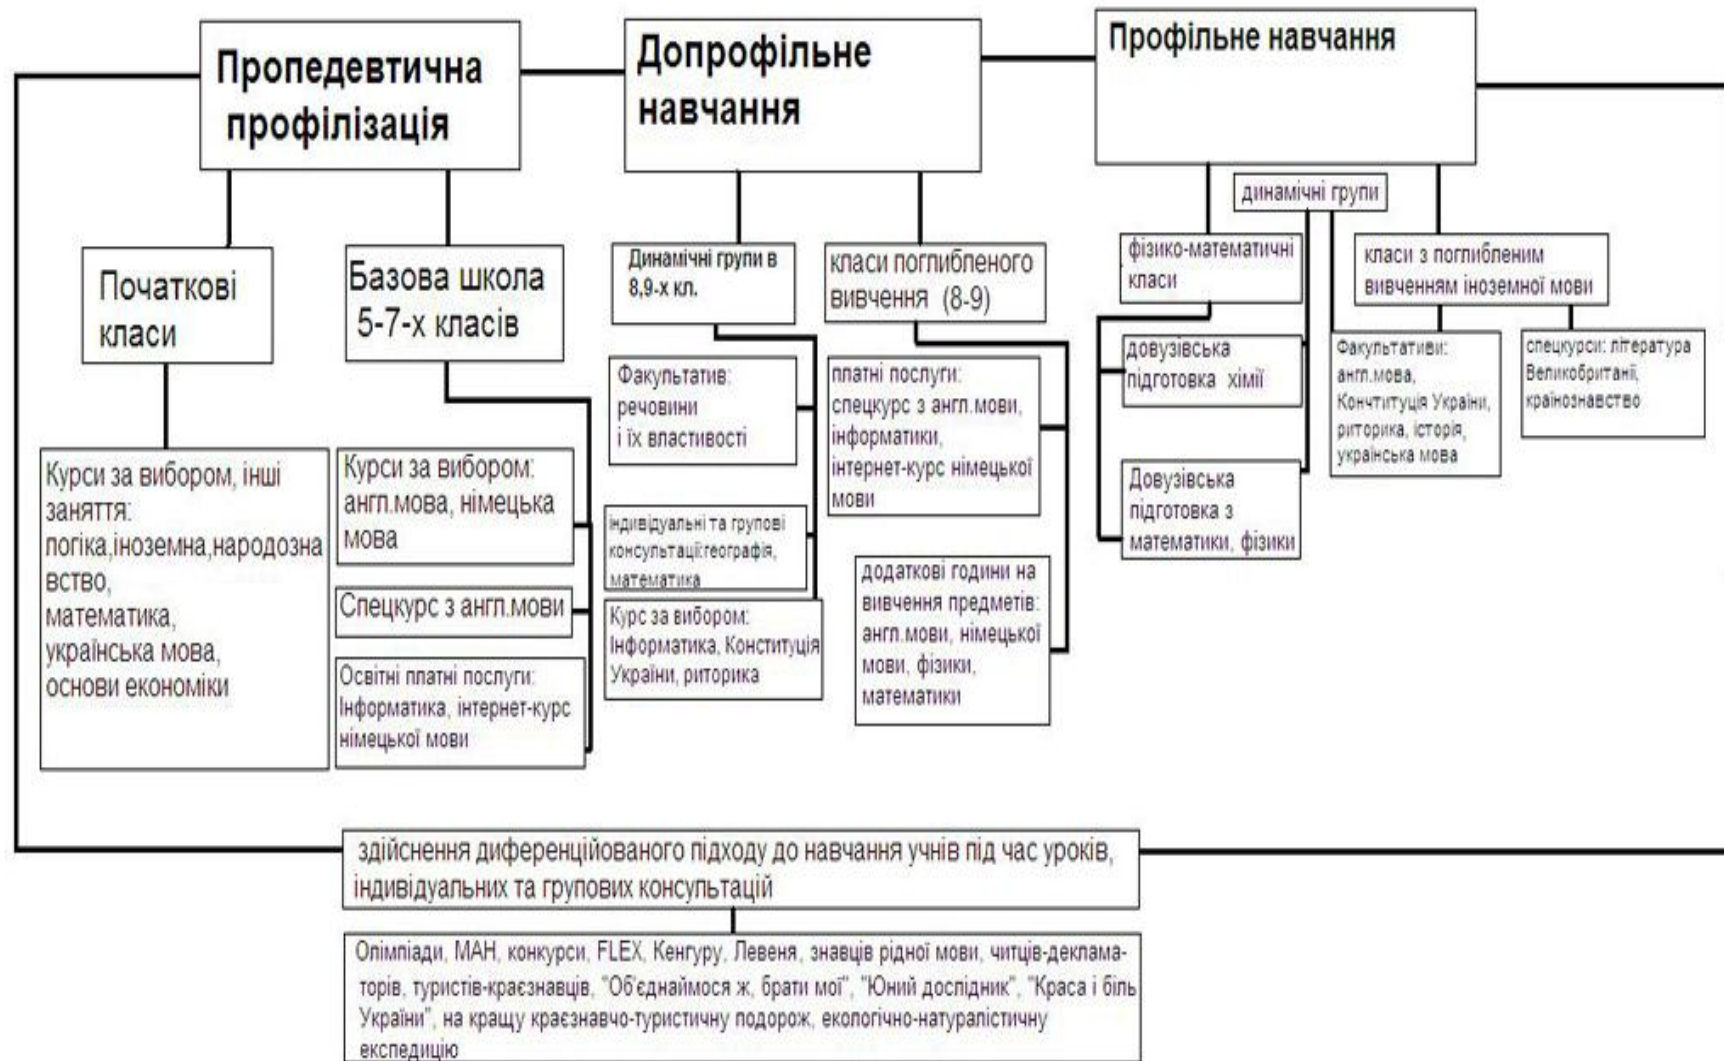 Пропедевтична
профілізація
Допрофільне
навчання
Профільне навчання
Початкові
класи
Базова школа
5-7-х класів
Динамічні групи в
8,9-х кл.
класи поглибленого
вивчення (8-9)
динамічні групи
фізико-математичні
класи
класи з поглибленим
вивченням іноземної мови
Курси за вибором, інші
заняття:
логіка,іноземна,народозна
вство,
математика,
українська мова,
основи економіки
Курси за вибором:
англ.мова, німецька
мова
Спецкурс з англ.мови
Освітні платні послуги:
Інформатика, інтернет-курс
німецької мови
Факультатив:
речовини
і їх властивості
індивідуальні та групові
консультації:географія,
математика
Курс за вибором:
Інформатика, Конституція
України, риторика
платні послуги:
спецкурс з англ.мови,
інформатики,
інтернет-курс німецької
мови
додаткові години на
вивчення предметів:
англ.мови, німецької
мови, фізики,
математики
довузівська
підготовка хімії
Довузівська
підготовка з
математики, фізики
Факультативи:
англ.мова,
Кончтитуція України,
риторика, історія,
українська мова
спецкурси: література
Великобританії,
країнознавство
здійснення диференційованого підходу до навчання учнів під час уроків,
індивідуальних та групових консультацій
Олімпіади, МАН, конкурси, FLEX, Кенгуру, Левеня, знавців рідної мови, читців-деклама-
торів, туристів-краєзнавців, "Об'єднаймося ж, брати мої", "Юний дослідник", "Краса і біль
України", на кращу краєзнавчо-туристичну подорож, екологічно-натуралістичну
експедицію